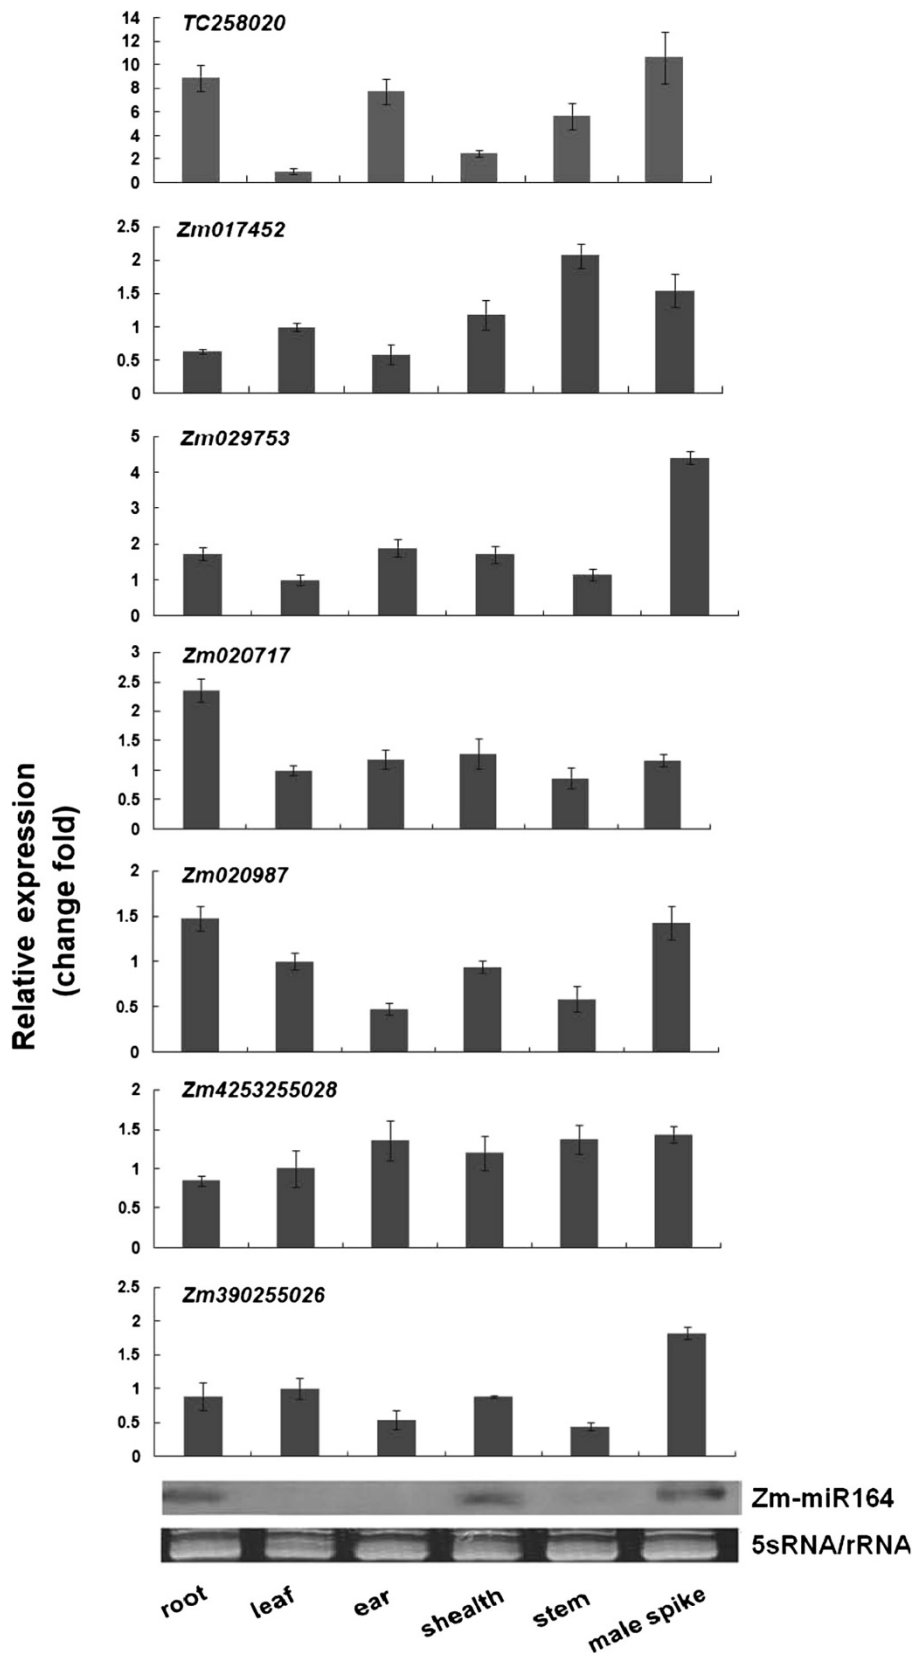 TC258020
14
12
10
8
6
4
2
0
Zm017452
2.5
2
1.5
1
0.5
0
Zm029753
5
4
3
2
1
0
Zm020717
3
2.5
2
1.5
1
0.5
0
Zm020987
2
1.5
1
0.5
0
Zm4253255028
2
1.5
1
0.5
0
Zm390255026
2.5
2
1.5
1
0.5
0
Relative expression
(change fold)
Zm-miR164
5sRNA/rRNA
root
leaf
ear
shealth
stem
male spike